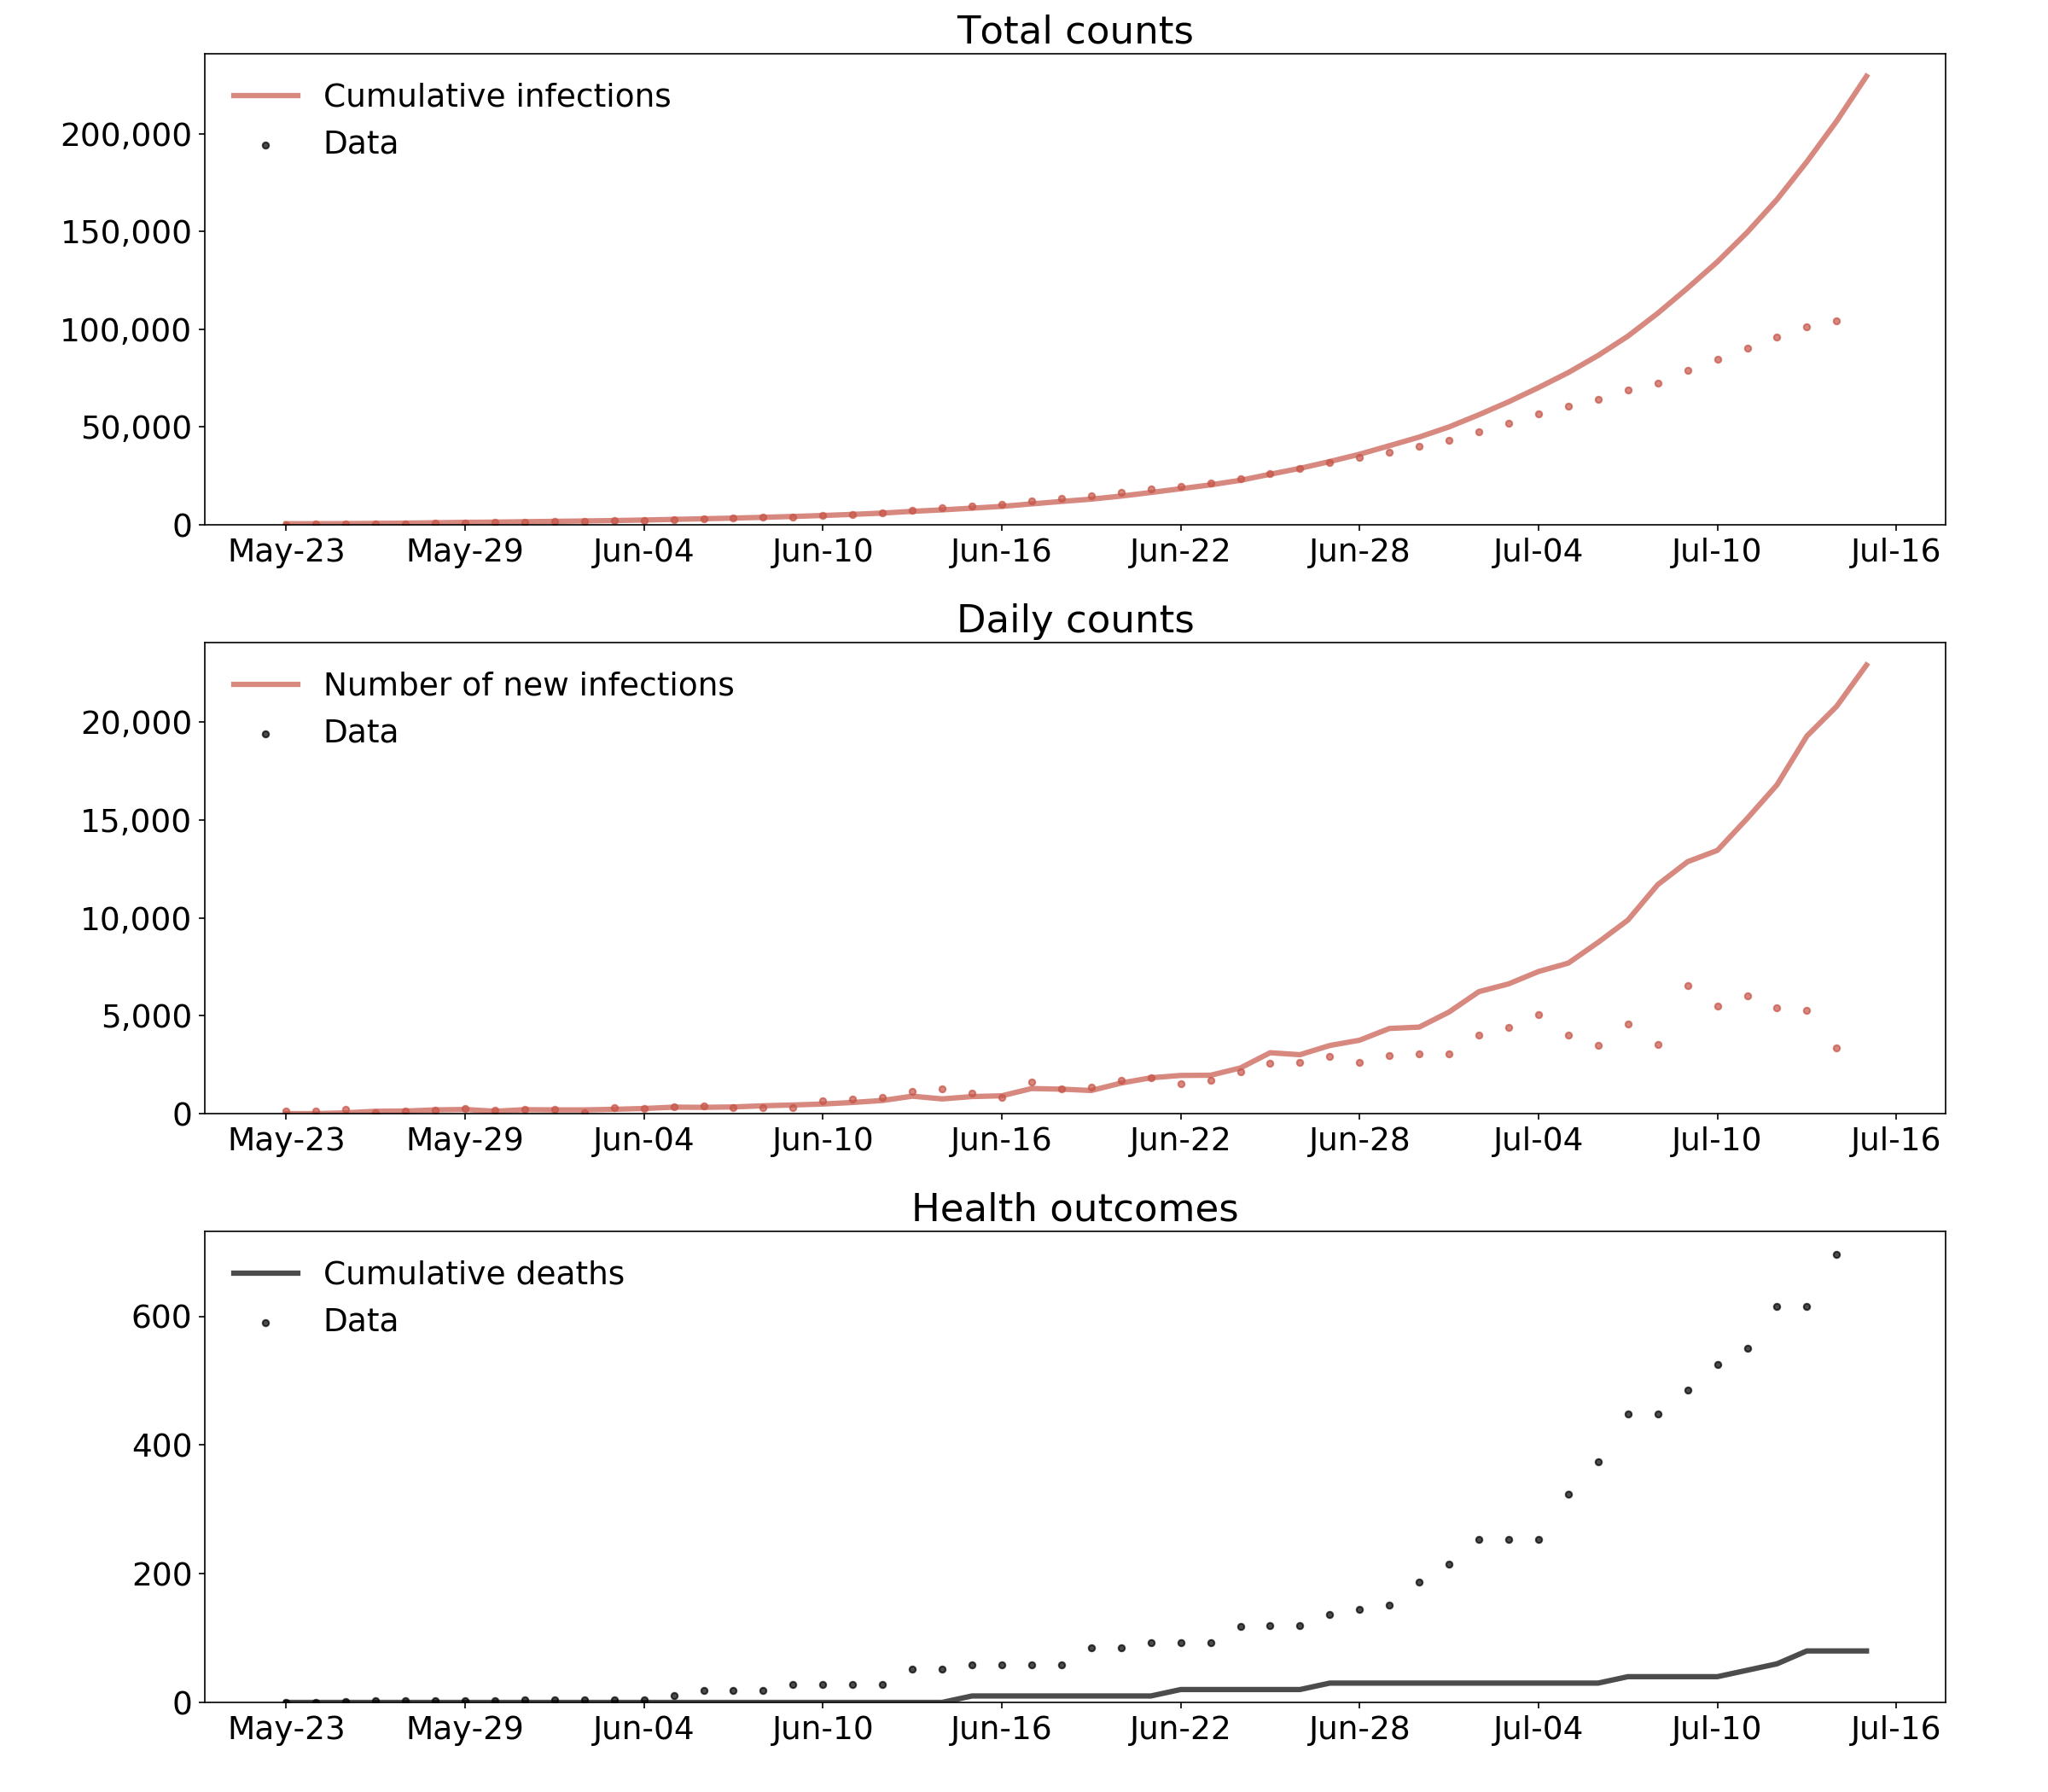 Total counts
Cumulative infections
Data
200,000
150,000
100,000
50,000
0
May-23 May-29 Jun-04 Jun-10 Jun-16 Jun-22 Jun-28 Jul-04 Jul-10 Jul-16
Daily counts
Number of new infections
Data
20,000
15,000
10,000
5,000
0
May-23 May-29 Jun-04 Jun-10 Jun-16 Jun-22 Jun-28 Jul-04 Jul-10 Jul-16
Health outcomes
Cumulative deaths
Data
600
400
200
0
May-23 May-29 Jun-04 Jun-10 Jun-16 Jun-22 Jun-28 Jul-04 Jul-10 Jul-16